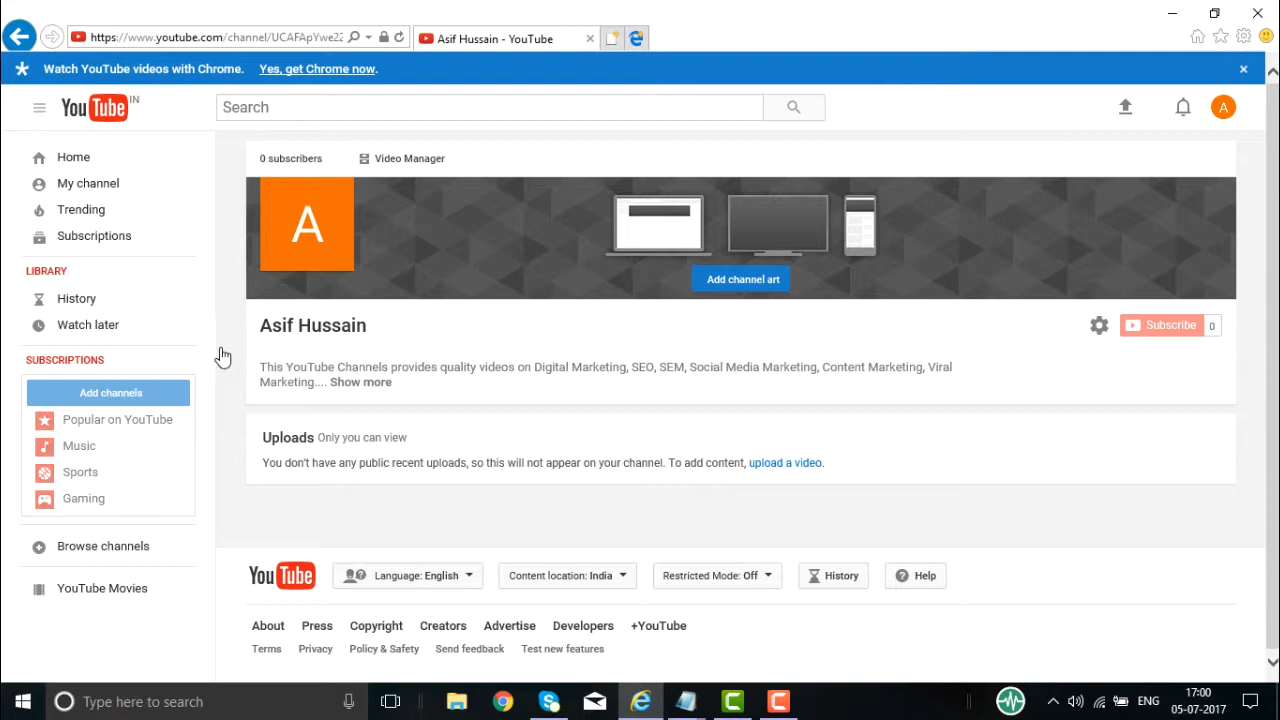 https://www.youtube.com/channel/UCAFApYwe22
Asif Hussain - YouTube
Watch YouTube videos with Chrome. Yes, get Chrome now.
YouTube IN
Search
A
Home
My channel
Trending
Subscriptions
LIBRARY
History
Watch later
SUBSCRIPTIONS
Add channels
Popular on YouTube
Music
Sports
Gaming
Browse channels
YouTube Movies
0 subscribers Video Manager
A
Add channel art
Asif Hussain
Subscribe 0
This YouTube Channels provides quality videos on Digital Marketing, SEO, SEM, Social Media Marketing, Content Marketing, Viral
Marketing.... Show more
Uploads Only you can view
You don't have any public recent uploads, so this will not appear on your channel. To add content, upload a video.
YouTube Language: English Content location: India Restricted Mode: Off History Help
About Press Copyright Creators Advertise Developers +YouTube
Terms Privacy Policy & Safety Send feedback Test new features
Type here to search
ENG
17:00
05-07-2017